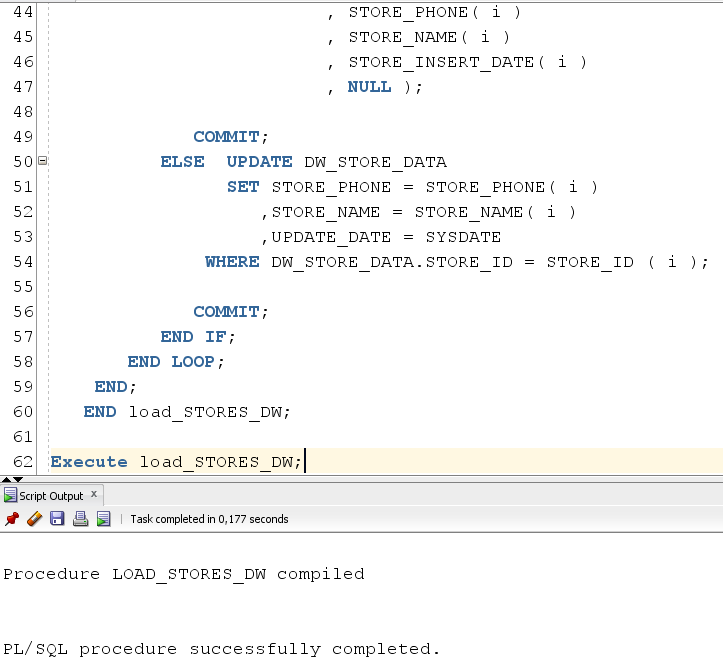 44 , STORE_PHONE( i )
45 , STORE_NAME( i )
46 , STORE_INSERT_DATE( i )
47 , NULL );
48
49 COMMIT;
50 ELSE  UPDATE DW_STORE_DATA
51 SET STORE_PHONE = STORE_PHONE( i )
52 ,STORE_NAME = STORE_NAME( i )
53 ,UPDATE_DATE = SYSDATE
54 WHERE DW_STORE_DATA.STORE_ID = STORE_ID ( i );
55
56 COMMIT;
57 END IF;
58 END LOOP;
59 END;
60 END load_STORES_DW;
61
62 Execute load_STORES_DW;
Script Output x
Task completed in 0,177 seconds
Procedure LOAD_STORES_DW compiled
PL/SQL procedure successfully completed.